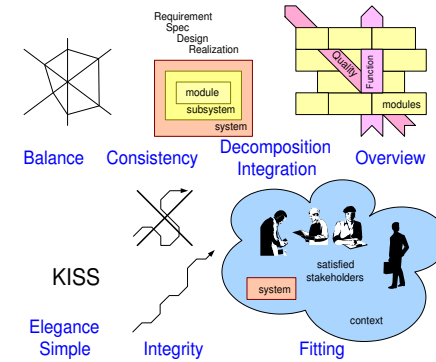 Requirement
Spec
Design
Realization
module
subsystem
system
Quality
Function
modules
Balance
Consistency
Decomposition
Integration
Overview
KISS
satisfied
stakeholders
system
context
Elegance
Simple
Integrity
Fitting